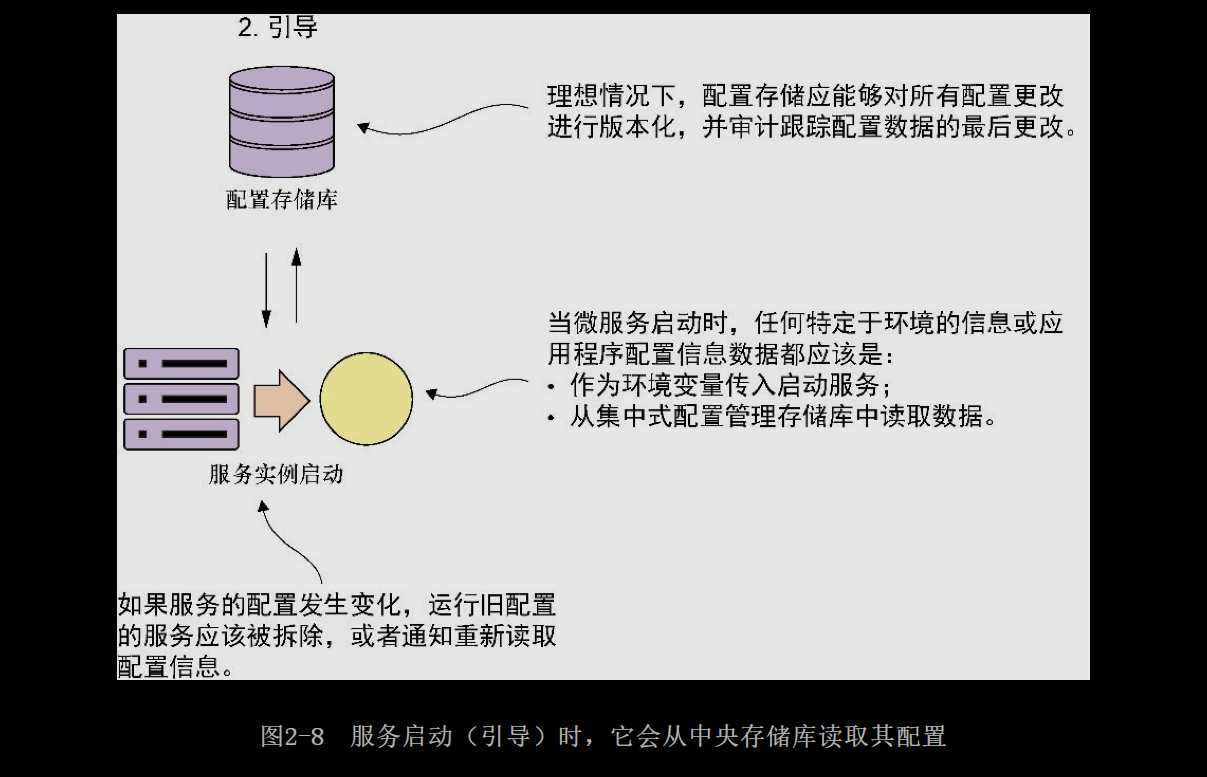 2. 引导
理想情况下，配置存储应能够对所有配置更改
进行版本化，并审计跟踪配置数据的最后更改。
配置存储库
当微服务启动时，任何特定于环境的信息或应
用程序配置信息数据都应该是：
· 作为环境变量传入启动服务；
· 从集中式配置管理存储库中读取数据。
服务实例启动
如果服务的配置发生变化，运行旧配置
的服务应该被拆除，或者通知重新读取
配置信息。
图2-8 服务启动（引导）时，它会从中央存储库读取其配置